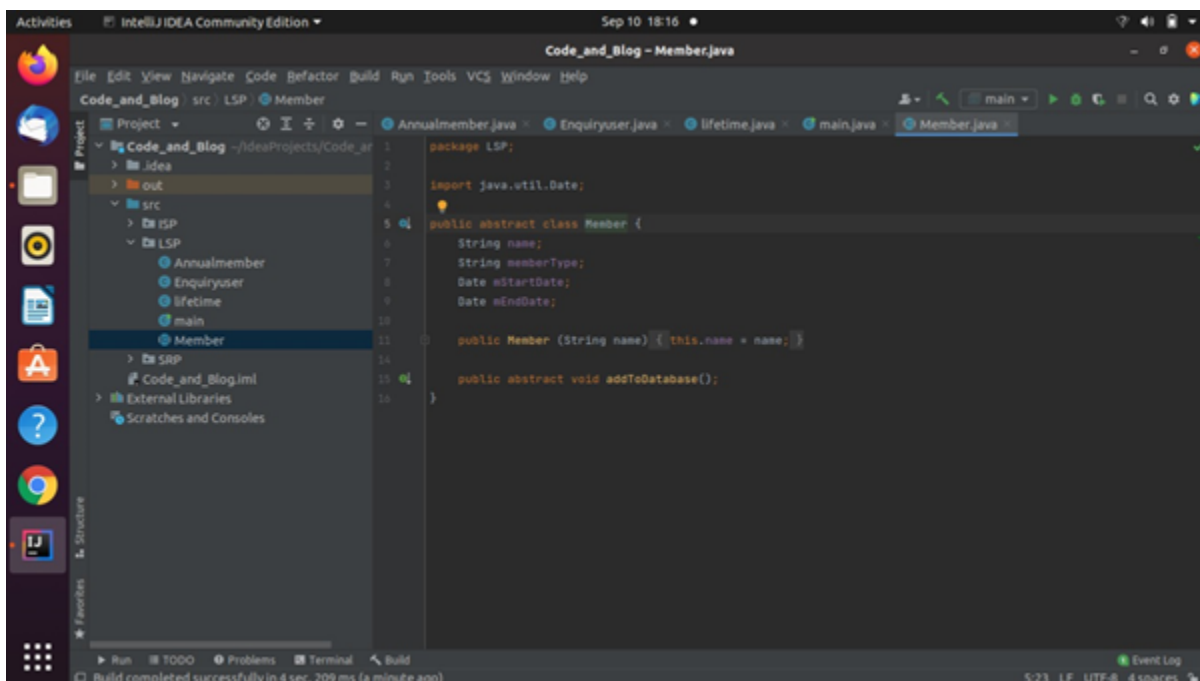 Activities IntelliJ IDEA Community Edition Sep 10 18:16
Code_and_Blog – Member.java
File Edit View Navigate Code Refactor Build Run Tools VCS Window Help
Code_and_Blog src LSP Member main
Project Annualmember.java Enquiryuser.java lifetime.java main.java Member.java
Project
Code_and_Blog ~/IdeaProjects/Code_ar
.idea
out
src
ISP
LSP
Annualmember
Enquiryuser
lifetime
main
Member
SRP
Code_and_Blog.iml
External Libraries
Scratches and Consoles
1 package LSP;
2
3 import java.util.Date;
4
5 public abstract class Member {
6 String name;
7 String memberType;
8 Date mStartDate;
9 Date mEndDate;
10
11 public Member (String name) { this.name = name; }
14
15 public abstract void addToDatabase();
16 }
Structure
Favorites
Run TODO Problems Terminal Build Event Log
Build completed successfully in 4 sec, 209 ms (a minute ago) 5:23 LF UTF-8 4 spaces